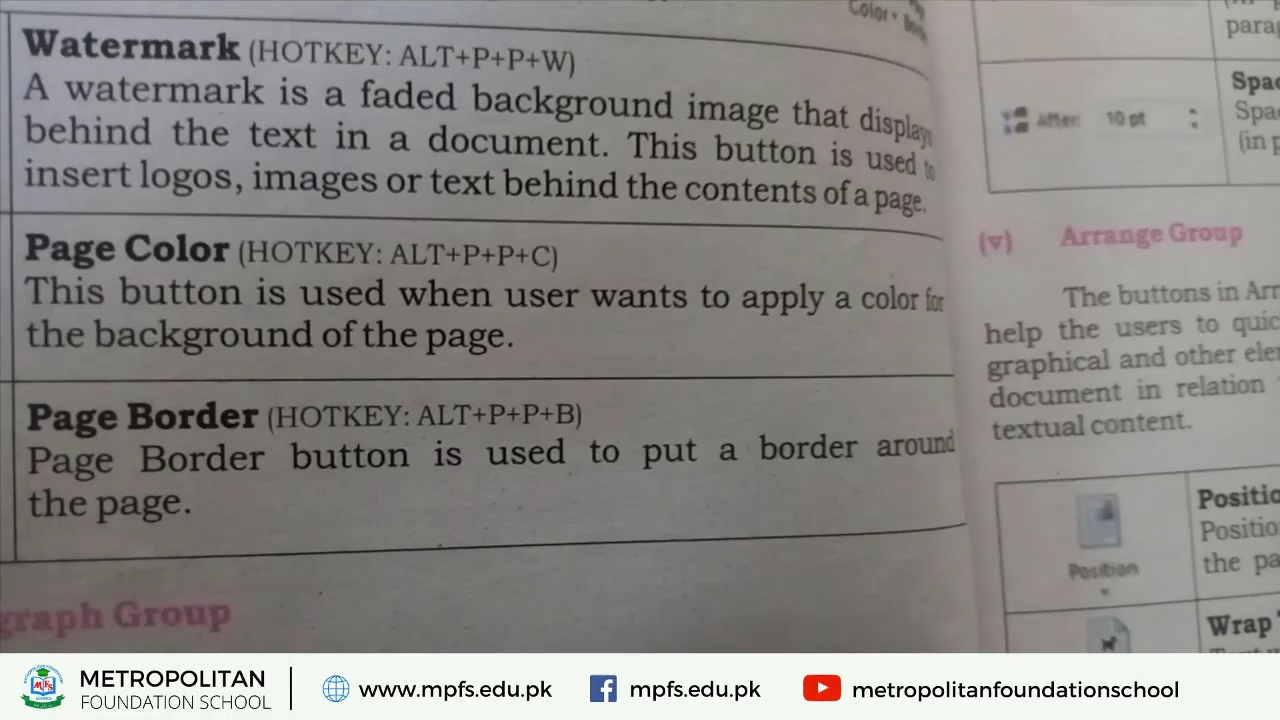 Color
Watermark (HOTKEY: ALT+P+P+W)
A watermark is a faded background image that displays
behind the text in a document. This button is used to
insert logos, images or text behind the contents of a page.
Page Color (HOTKEY: ALT+P+P+C)
This button is used when user wants to apply a color for
the background of the page.
Page Border (HOTKEY: ALT+P+P+B)
Page Border button is used to put a border around
the page.
graph Group
After: 10 pt
(v) Arrange Group
The buttons in Arr
help the users to quic
graphical and other ele
document in relation
textual content.
Position
Positio
Positio
the pa
Wrap
METROPOLITAN
FOUNDATION SCHOOL
www.mpfs.edu.pk
mpfs.edu.pk
metropolitanfoundationschool